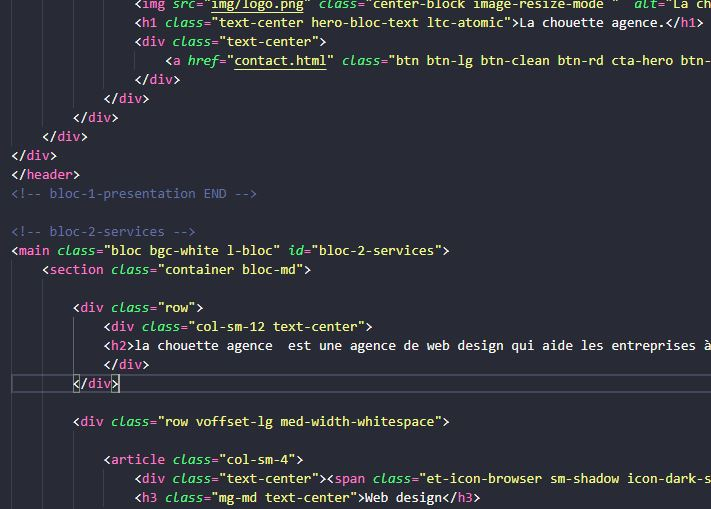 <img src="img/logo.png" class="center-block image-resize-mode " alt="La ch
<h1 class="text-center hero-bloc-text ltc-atomic">La chouette agence.</h1>
<div class="text-center">
<a href="contact.html" class="btn btn-lg btn-clean btn-rd cta-hero btn-
</div>
</div>
</div>
</div>
</div>
</header>
<!-- bloc-1-presentation END -->
<!-- bloc-2-services -->
<main class="bloc bgc-white l-bloc" id="bloc-2-services">
<section class="container bloc-md">
<div class="row">
<div class="col-sm-12 text-center">
<h2>la chouette agence  est une agence de web design qui aide les entreprises à
</div>
</div>
<div class="row voffset-lg med-width-whitespace">
<article class="col-sm-4">
<div class="text-center"><span class="et-icon-browser sm-shadow icon-dark-s
<h3 class="mg-md text-center">Web design</h3>